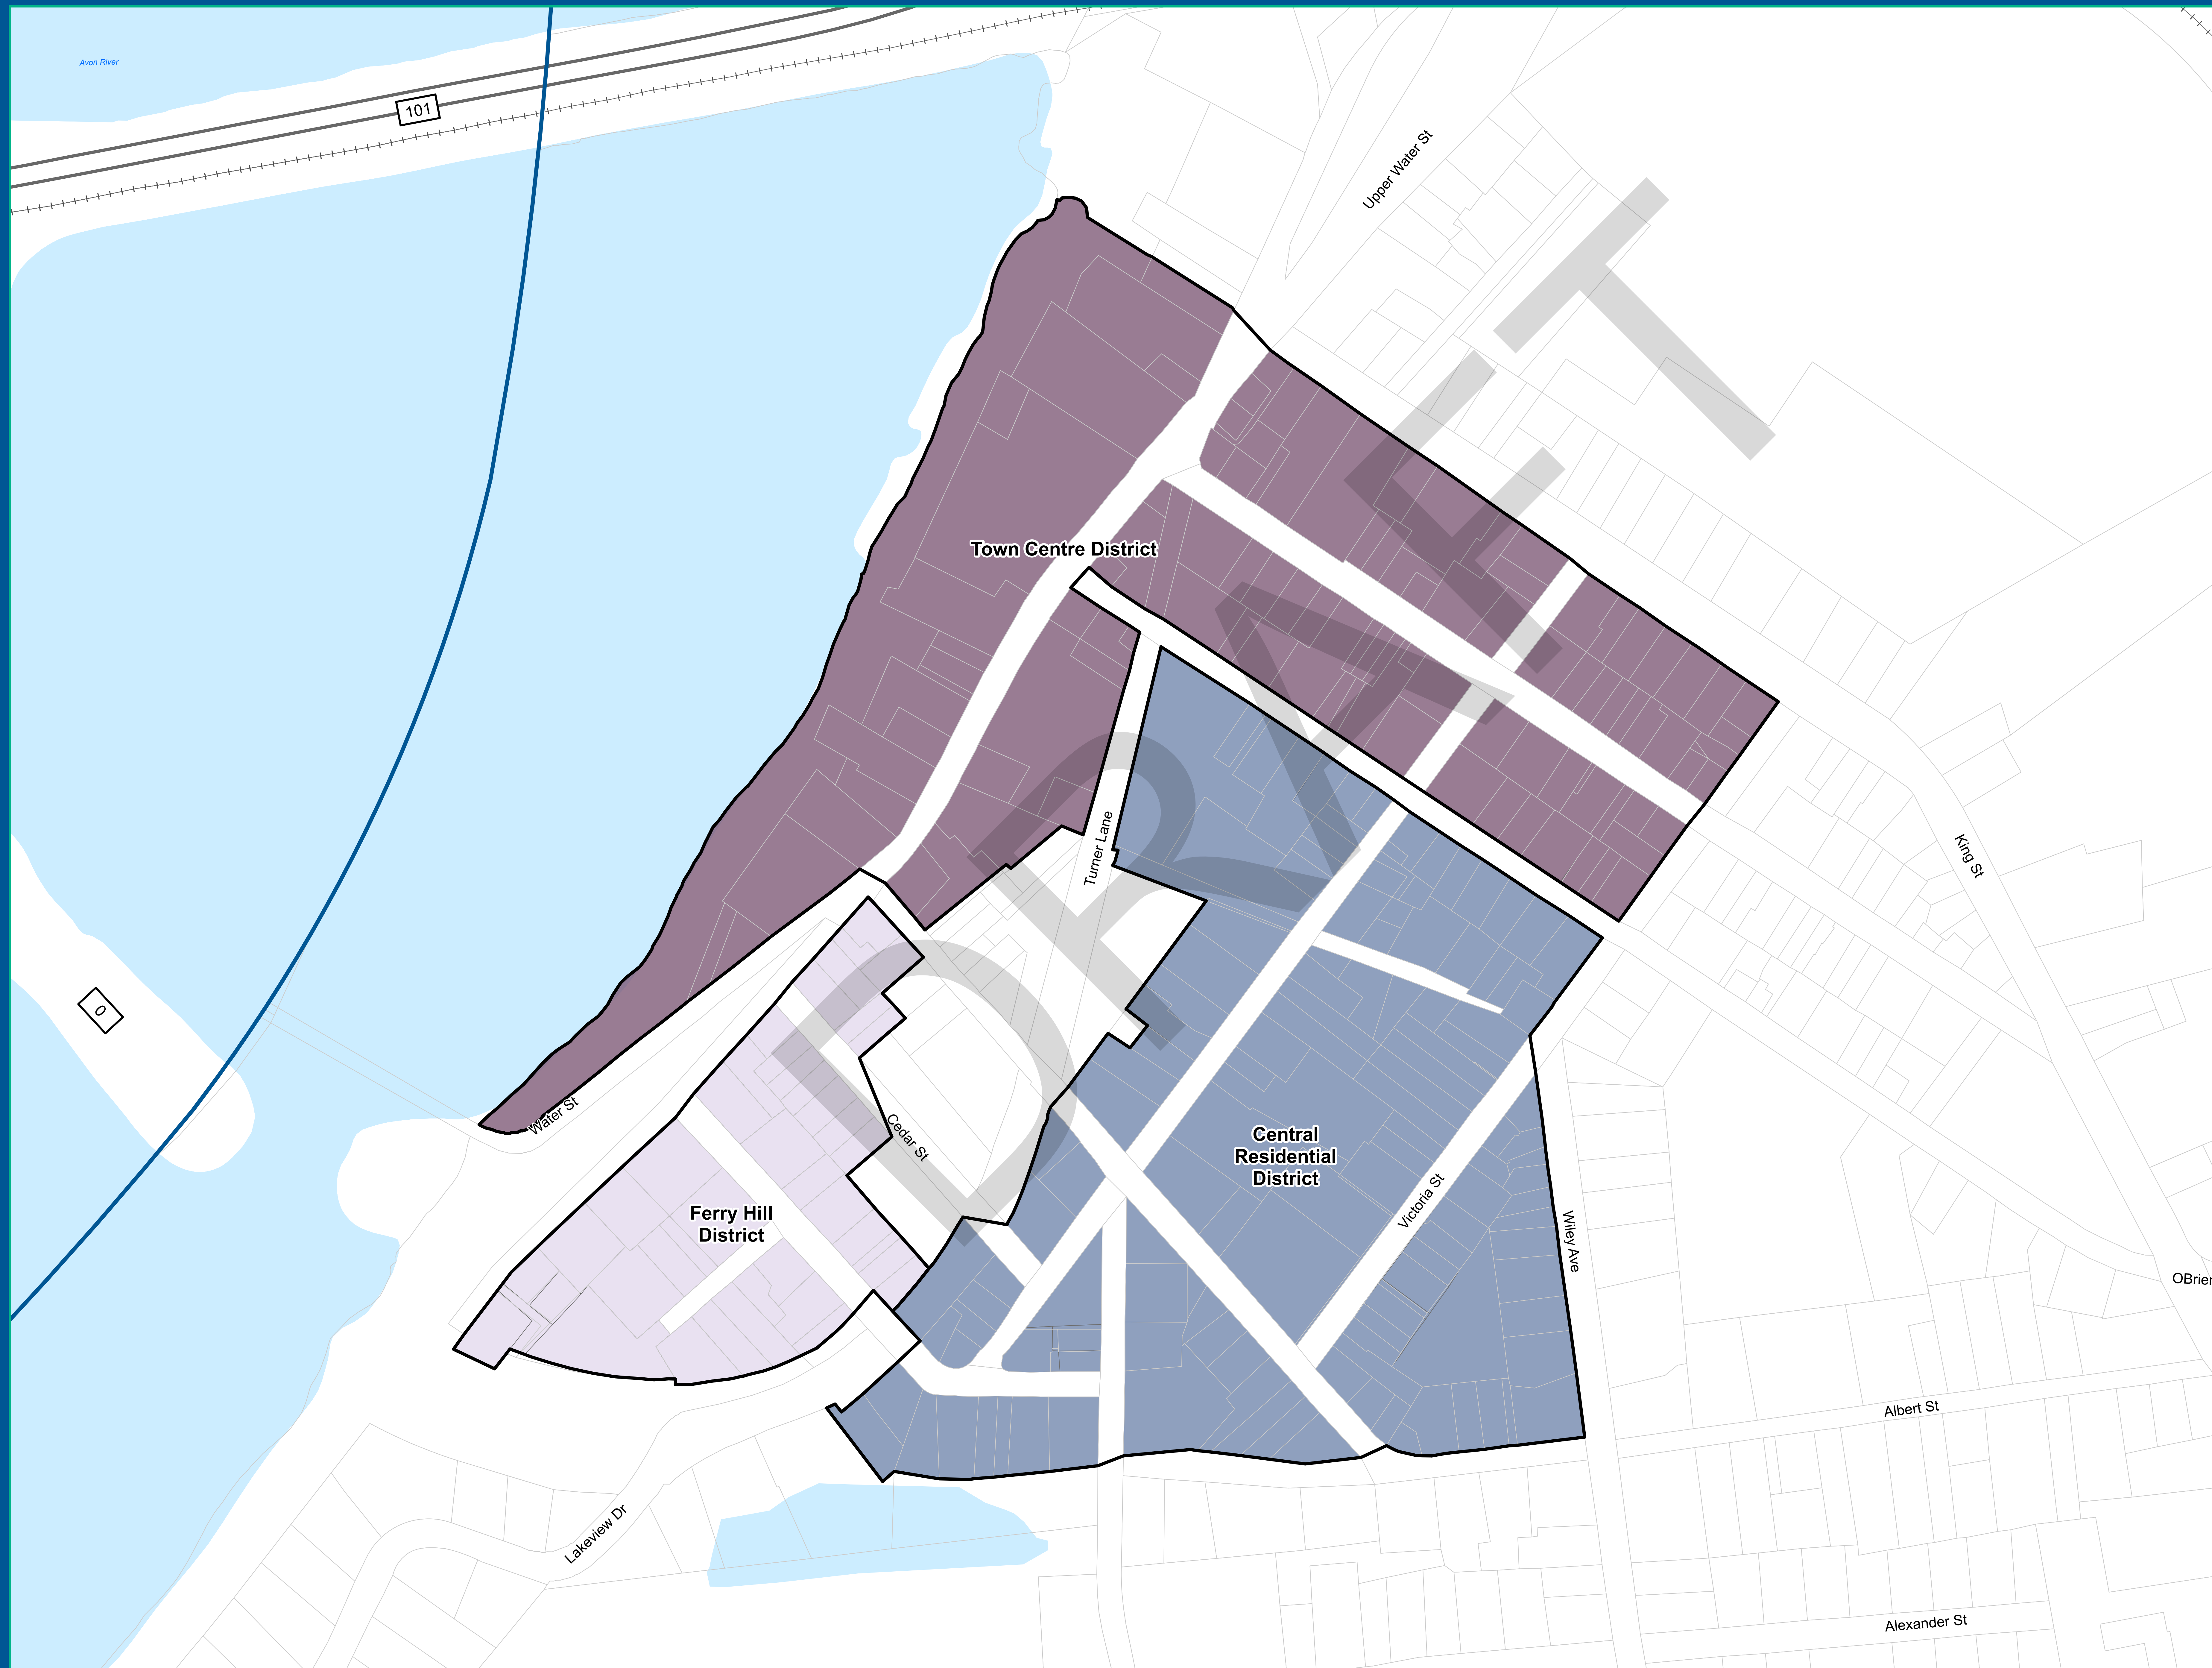 Avon River
101
Upper Water St
Town Centre District
Turner Lane
King St
0
Water St
Cedar St
Central
Residential
District
Victoria St
Ferry Hill
District
Wiley Ave
OBrien
Albert St
Lakeview Dr
Alexander St
DRAFT